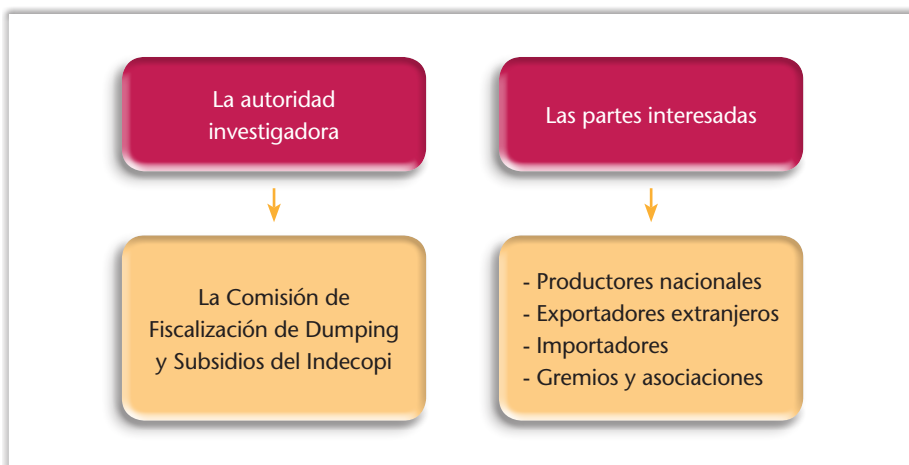 La autoridad
investigadora
La Comisión de
Fiscalización de Dumping
y Subsidios del Indecopi
Las partes interesadas
- Productores nacionales
- Exportadores extranjeros
- Importadores
- Gremios y asociaciones